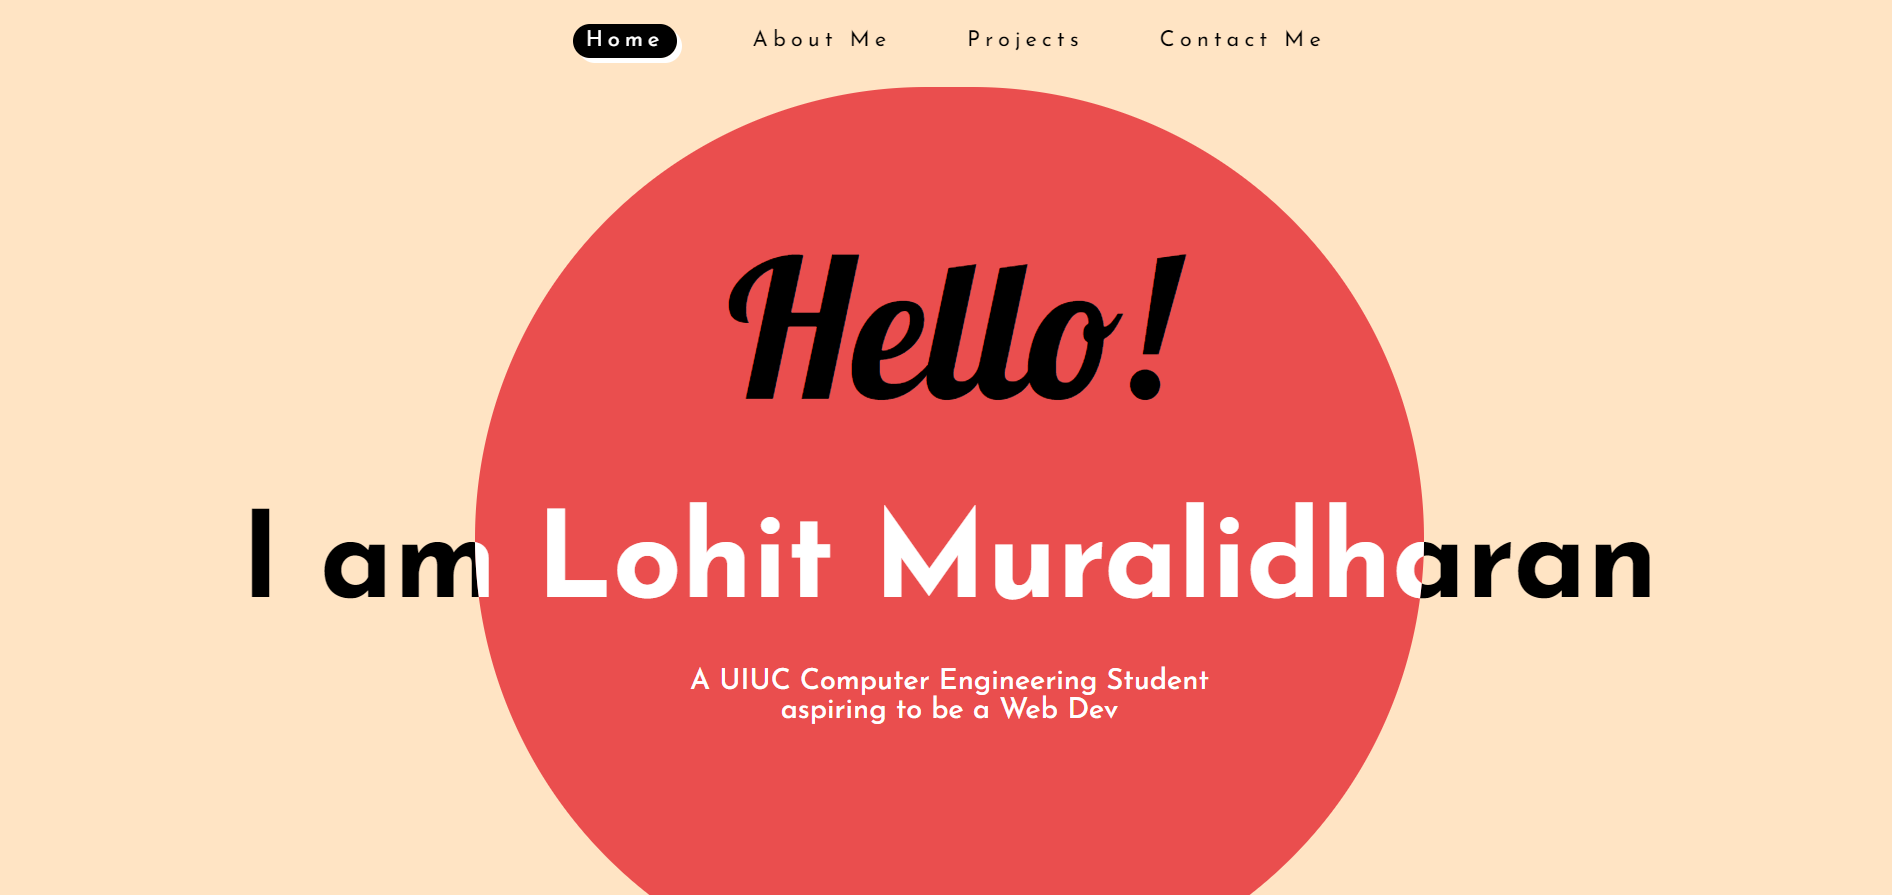 Home About Me Projects Contact Me
Hello!
I am Lohit Muralidharan
A UIUC Computer Engineering Student
aspiring to be a Web Dev